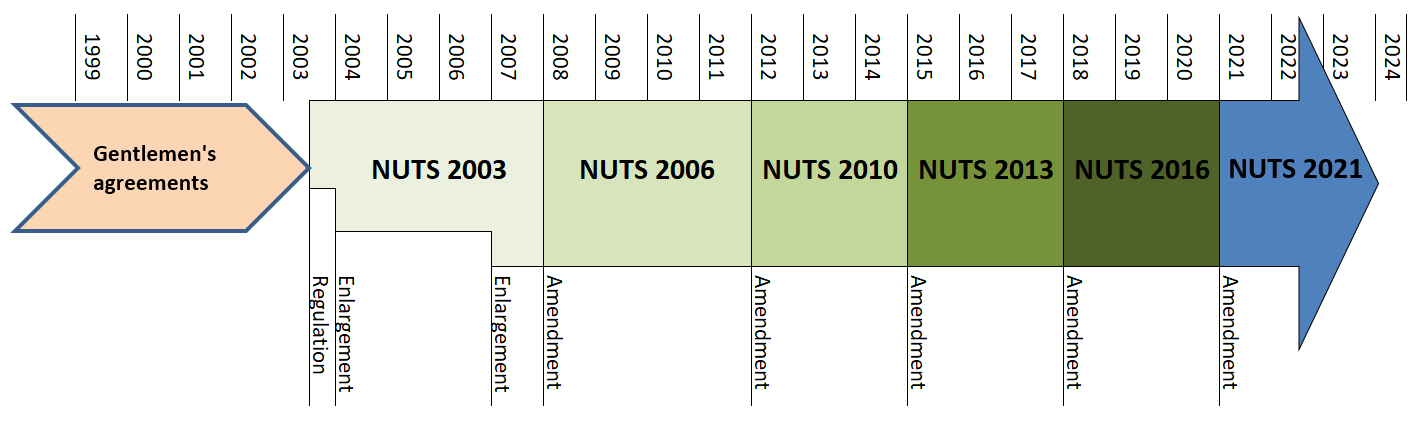 1999
2000
2001
2002
2003
2004
2005
2006
2007
2008
2009
2010
2011
2012
2013
2014
2015
2016
2017
2018
2019
2020
2021
2022
2023
2024
Gentlemen's
agreements
NUTS 2003
NUTS 2006
NUTS 2010
NUTS 2013
NUTS 2016
NUTS 2021
Regulation
Enlargement
Enlargement
Amendment
Amendment
Amendment
Amendment
Amendment